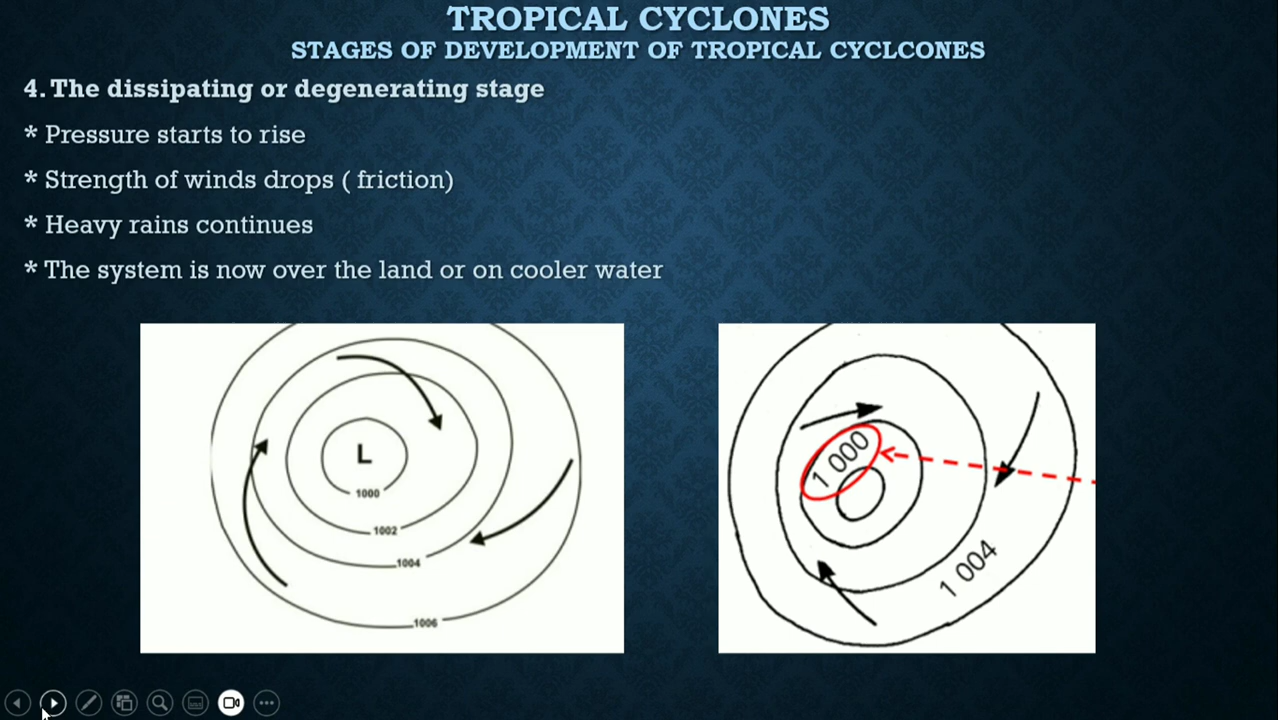 TROPICAL CYCLONES
STAGES OF DEVELOPMENT OF TROPICAL CYCLCONES
4. The dissipating or degenerating stage
* Pressure starts to rise
* Strength of winds drops ( friction)
* Heavy rains continues
* The system is now over the land or on cooler water
L
1000
1002
1004
1006
1 000
1 004